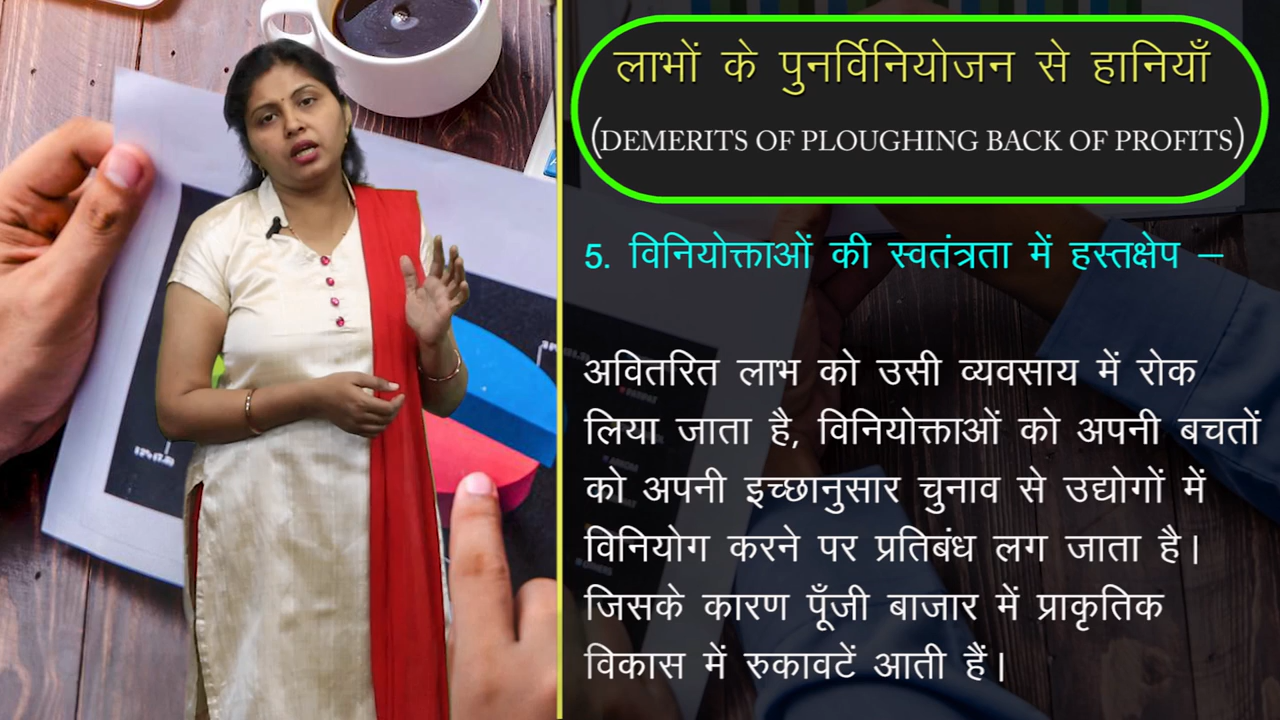 लाभों के पुनर्विनियोजन से हानियाँ
(DEMERITS OF PLOUGHING BACK OF PROFITS)
5. विनियोक्ताओं की स्वतंत्रता में हस्तक्षेप –
अवितरित लाभ को उसी व्यवसाय में रोक
लिया जाता है, विनियोक्ताओं को अपनी बचतों
को अपनी इच्छानुसार चुनाव से उद्योगों में
विनियोग करने पर प्रतिबंध लग जाता है।
जिसके कारण पूँजी बाजार में प्राकृतिक
विकास में रुकावटें आती हैं।